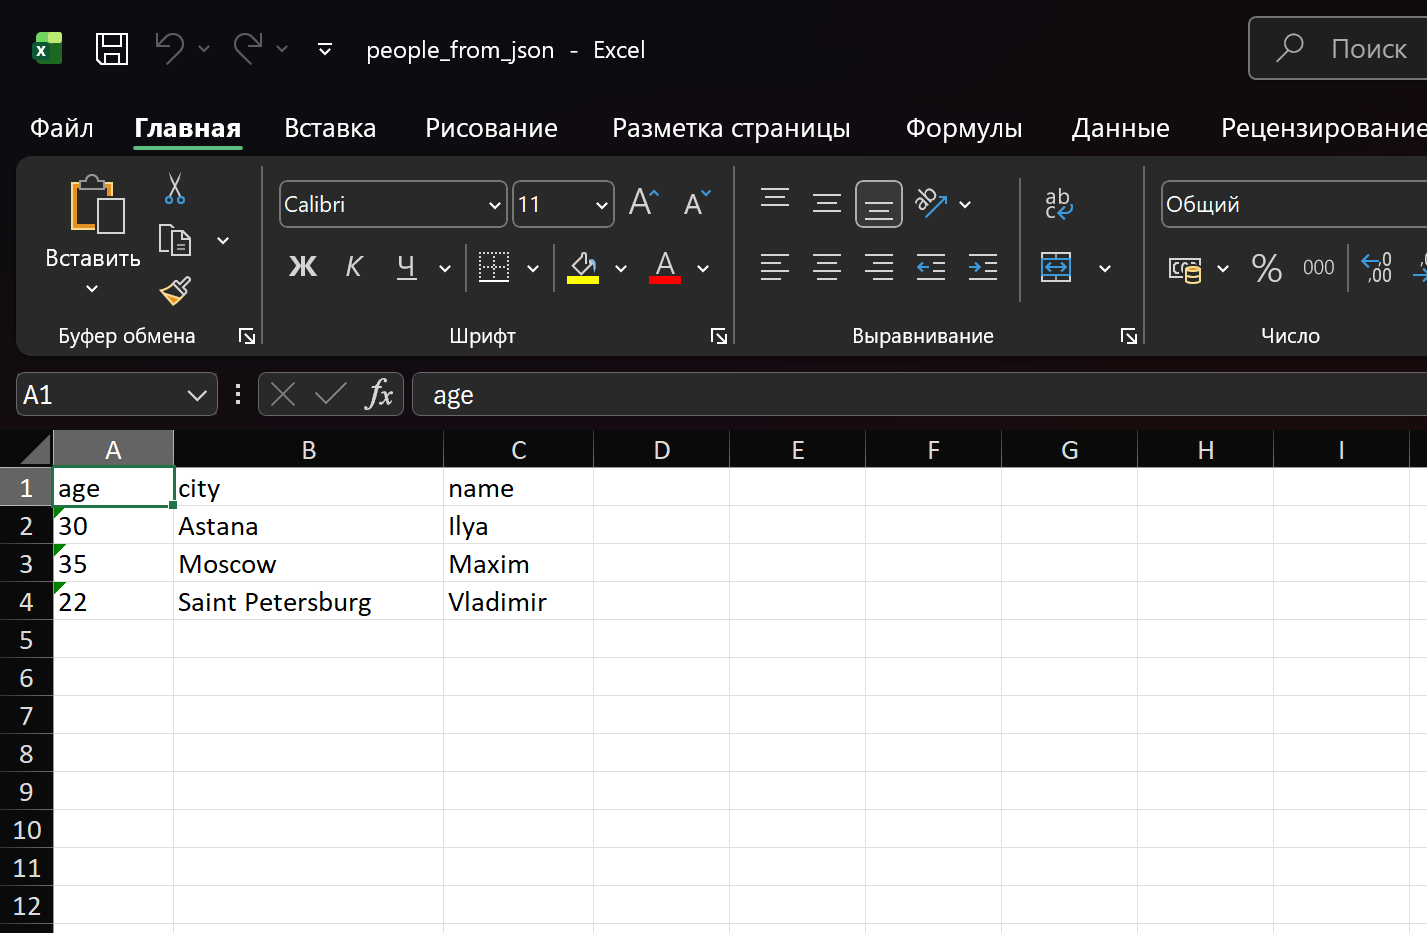 people_from_json - Excel
Поиск
Файл Главная Вставка Рисование Разметка страницы Формулы Данные Рецензирование
Calibri 11 Общий
Вставить
Ж К Ч % 000
Буфер обмена Шрифт Выравнивание Число
A1 fx age
A B C D E F G H I
1 age city name
2 30 Astana Ilya
3 35 Moscow Maxim
4 22 Saint Petersburg Vladimir
5
6
7
8
9
10
11
12